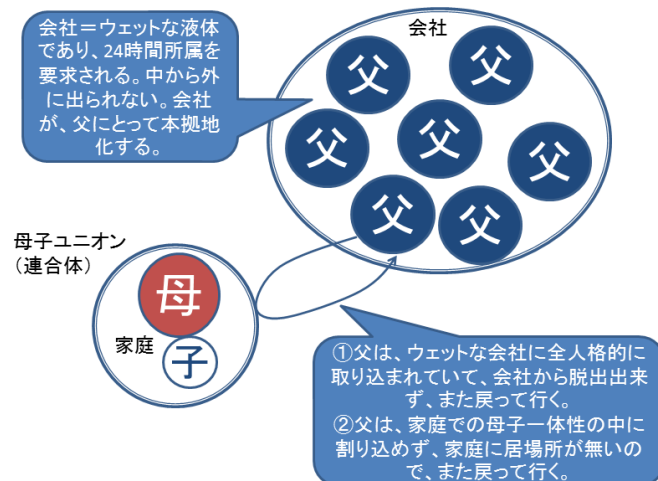 会社＝ウェットな液体
であり、24時間所属を
要求される。中から外
に出られない。会社
が、父にとって本拠地
化する。
会社
父
父
父
父
父
父
父
母子ユニオン
（連合体）
母
家庭
子
①父は、ウェットな会社に全人格的に
取り込まれていて、会社から脱出出来
ず、また戻って行く。
②父は、家庭での母子一体性の中に
割り込めず、家庭に居場所が無いい
ので、また戻って行く。